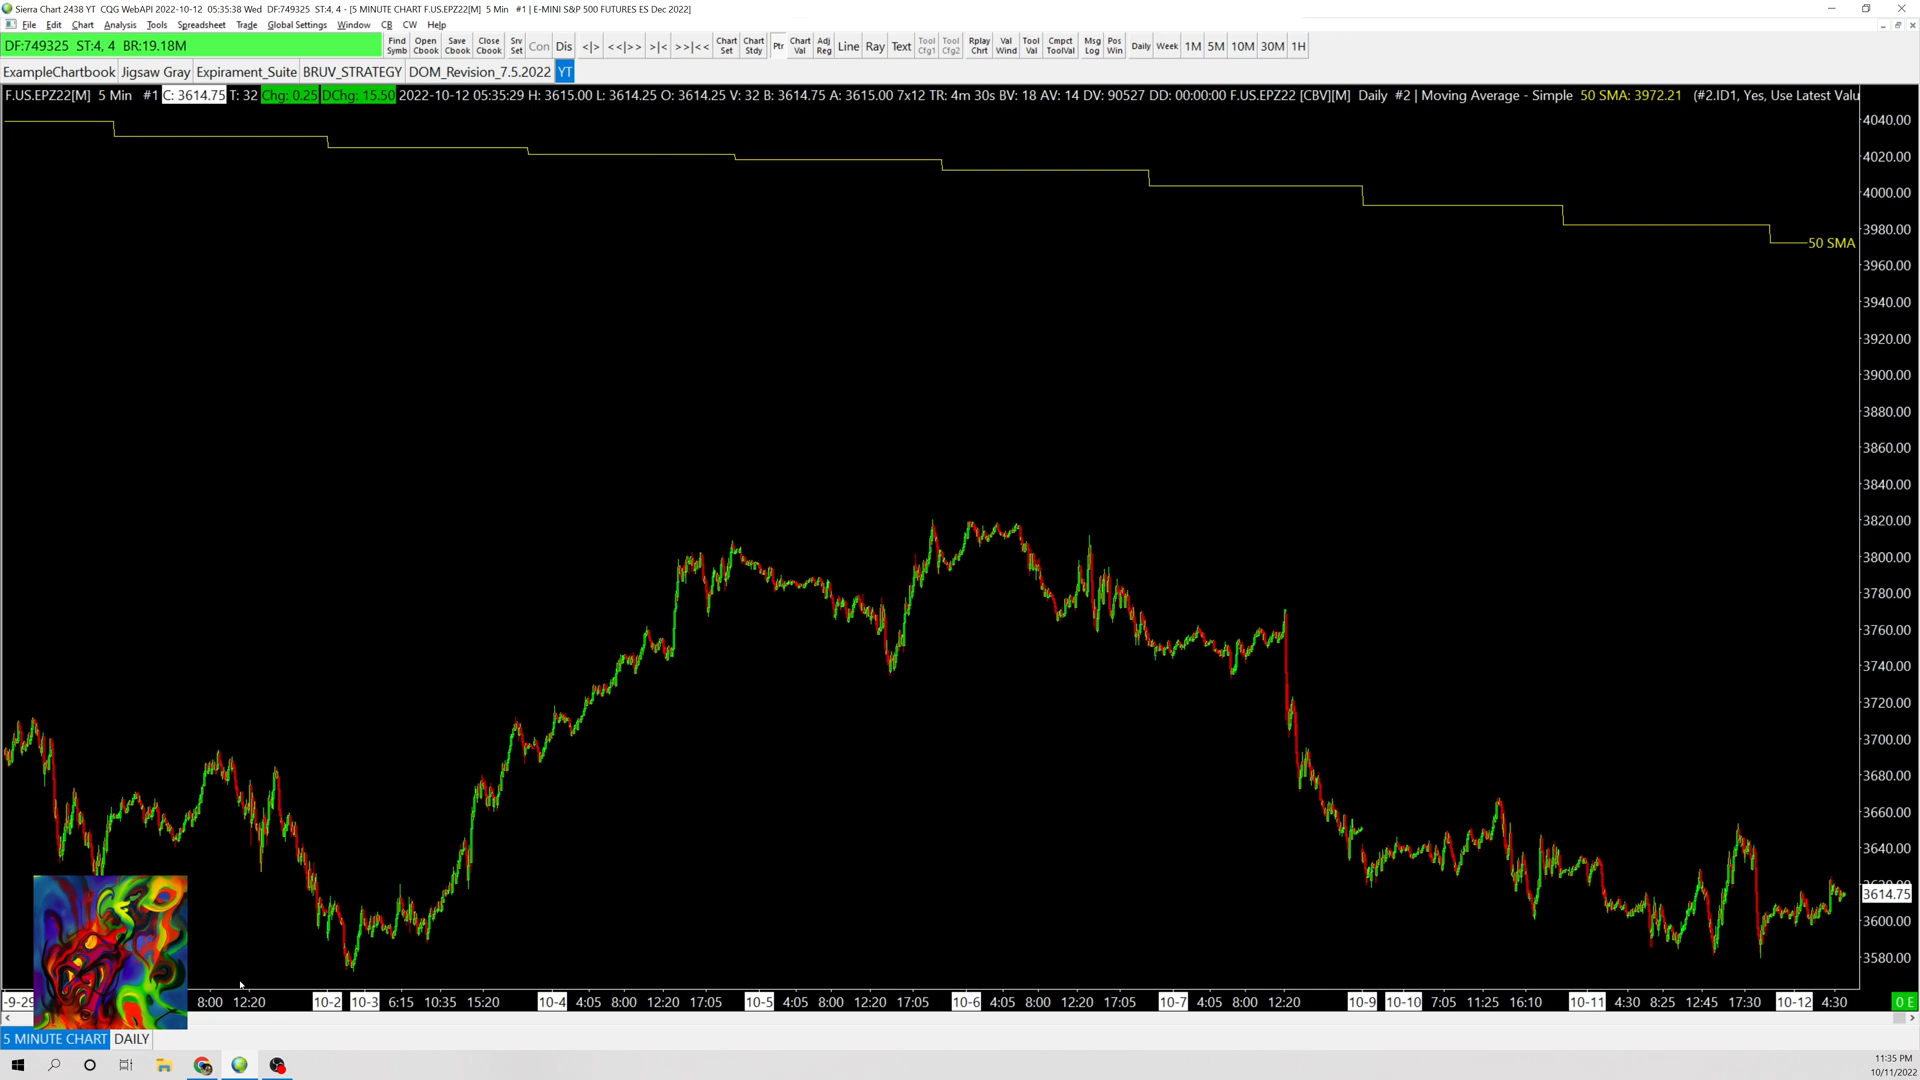 Sierra Chart 2438 YT CQG WebAPI 2022-10-12 05:35:38 Wed DF:749325 ST:4, 4 - [5 MINUTE CHART F.US.EPZ22[M] 5 Min #1 | E-MINI S&P 500 FUTURES ES Dec 2022]
File Edit Chart Analysis Tools Spreadsheet Trade Global Settings Window CB CW Help
DF:749325 ST:4, 4 BR:19.18M
Find Symb Open Cbook Save Cbook Close Cbook Srv Set Con Dis <|> <<|>> >|< >>|<< Chart Set Chart Stdy Ptr Chart Val Adj Reg Line Ray Text Tool Cfg1 Tool Cfg2 Rplay Chrt Val Wind Tool Val Cmpct ToolVal Msg Log Pos Win Daily Week 1M 5M 10M 30M 1H
ExampleChartbook Jigsaw Gray Expirament_Suite BRUV_STRATEGY DOM_Revision_7.5.2022 YT
F.US.EPZ22[M] 5 Min #1 C: 3614.75 T: 32 Chg: 0.25 DChg: 15.50 2022-10-12 05:35:29 H: 3615.00 L: 3614.25 O: 3614.25 V: 32 B: 3614.75 A: 3615.00 7x12 TR: 4m 30s BV: 18 AV: 14 DV: 90527 DD: 00:00:00 F.US.EPZ22 [CBV][M] Daily #2 | Moving Average - Simple 50 SMA: 3972.21 (#2.ID1, Yes, Use Latest Valu
4040.00
4020.00
4000.00
3980.00
50 SMA
3960.00
3940.00
3920.00
3900.00
3880.00
3860.00
3840.00
3820.00
3800.00
3780.00
3760.00
3740.00
3720.00
3700.00
3680.00
3660.00
3640.00
3614.75
3600.00
3580.00
-9-29 8:00 12:20 10-2 10-3 6:15 10:35 15:20 10-4 4:05 8:00 12:20 17:05 10-5 4:05 8:00 12:20 17:05 10-6 4:05 8:00 12:20 17:05 10-7 4:05 8:00 12:20 10-9 10-10 7:05 11:25 16:10 10-11 4:30 8:25 12:45 17:30 10-12 4:30 0 E
5 MINUTE CHART DAILY
11:35 PM
10/11/2022